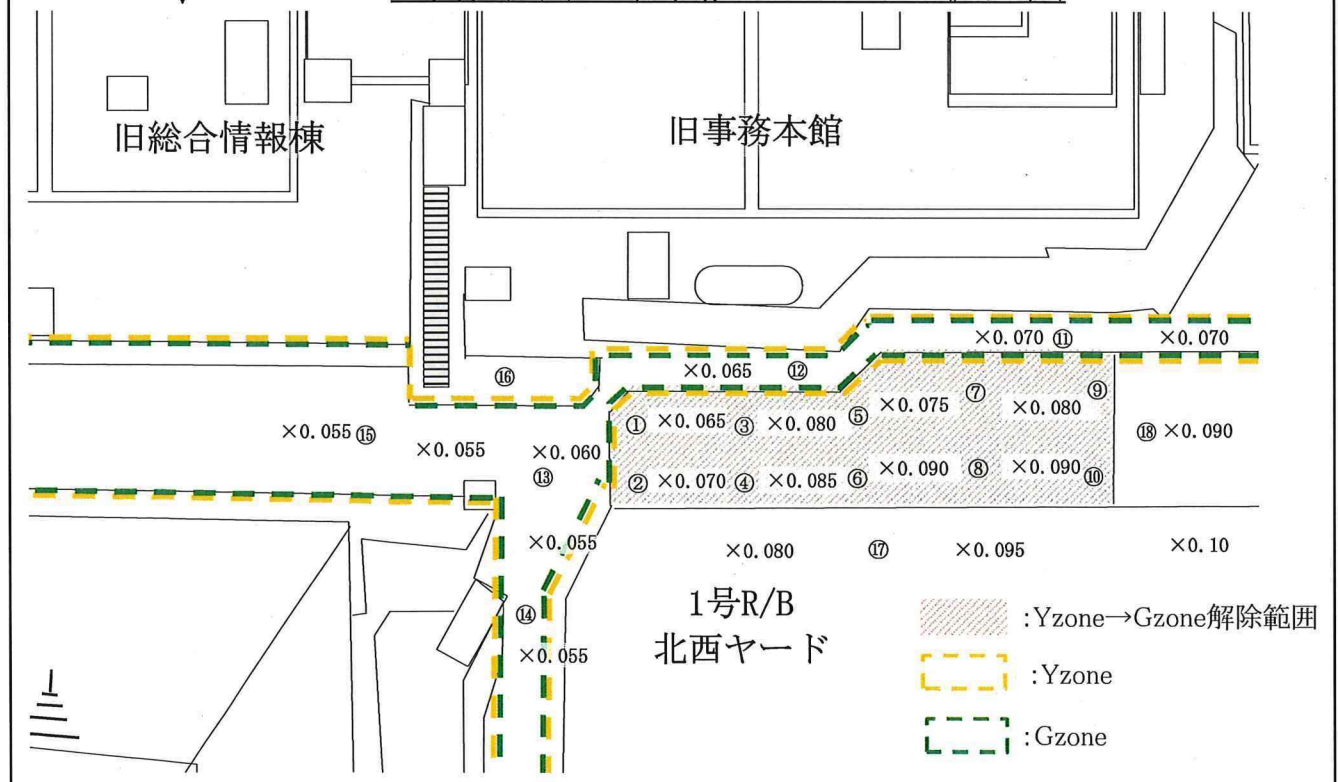 旧総合情報棟
旧事務本館
×0.070 ⑪ ×0.070
×0.065 ⑫
⑯
⑦ ⑨
×0.075 ×0.080
① ×0.065 ③ ×0.080 ⑤
×0.055 ⑮ ×0.055 ×0.060
⑱ ×0.090
⑬
② ×0.070 ④ ×0.085 ⑥ ×0.090 ⑧ ×0.090 ⑩
×0.055
×0.080 ⑰ ×0.095 ×0.10
⑭
×0.055
1号R/B
北西ヤード
:Yzone→Gzone解除範囲
:Yzone
:Gzone